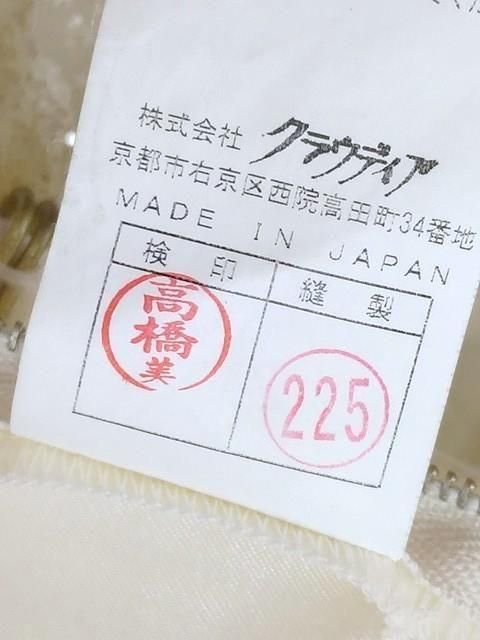 株式会社 クラウディア
京都市右京区西院高田町34番地
MADE IN JAPAN
検印 縫製
高橋美 225